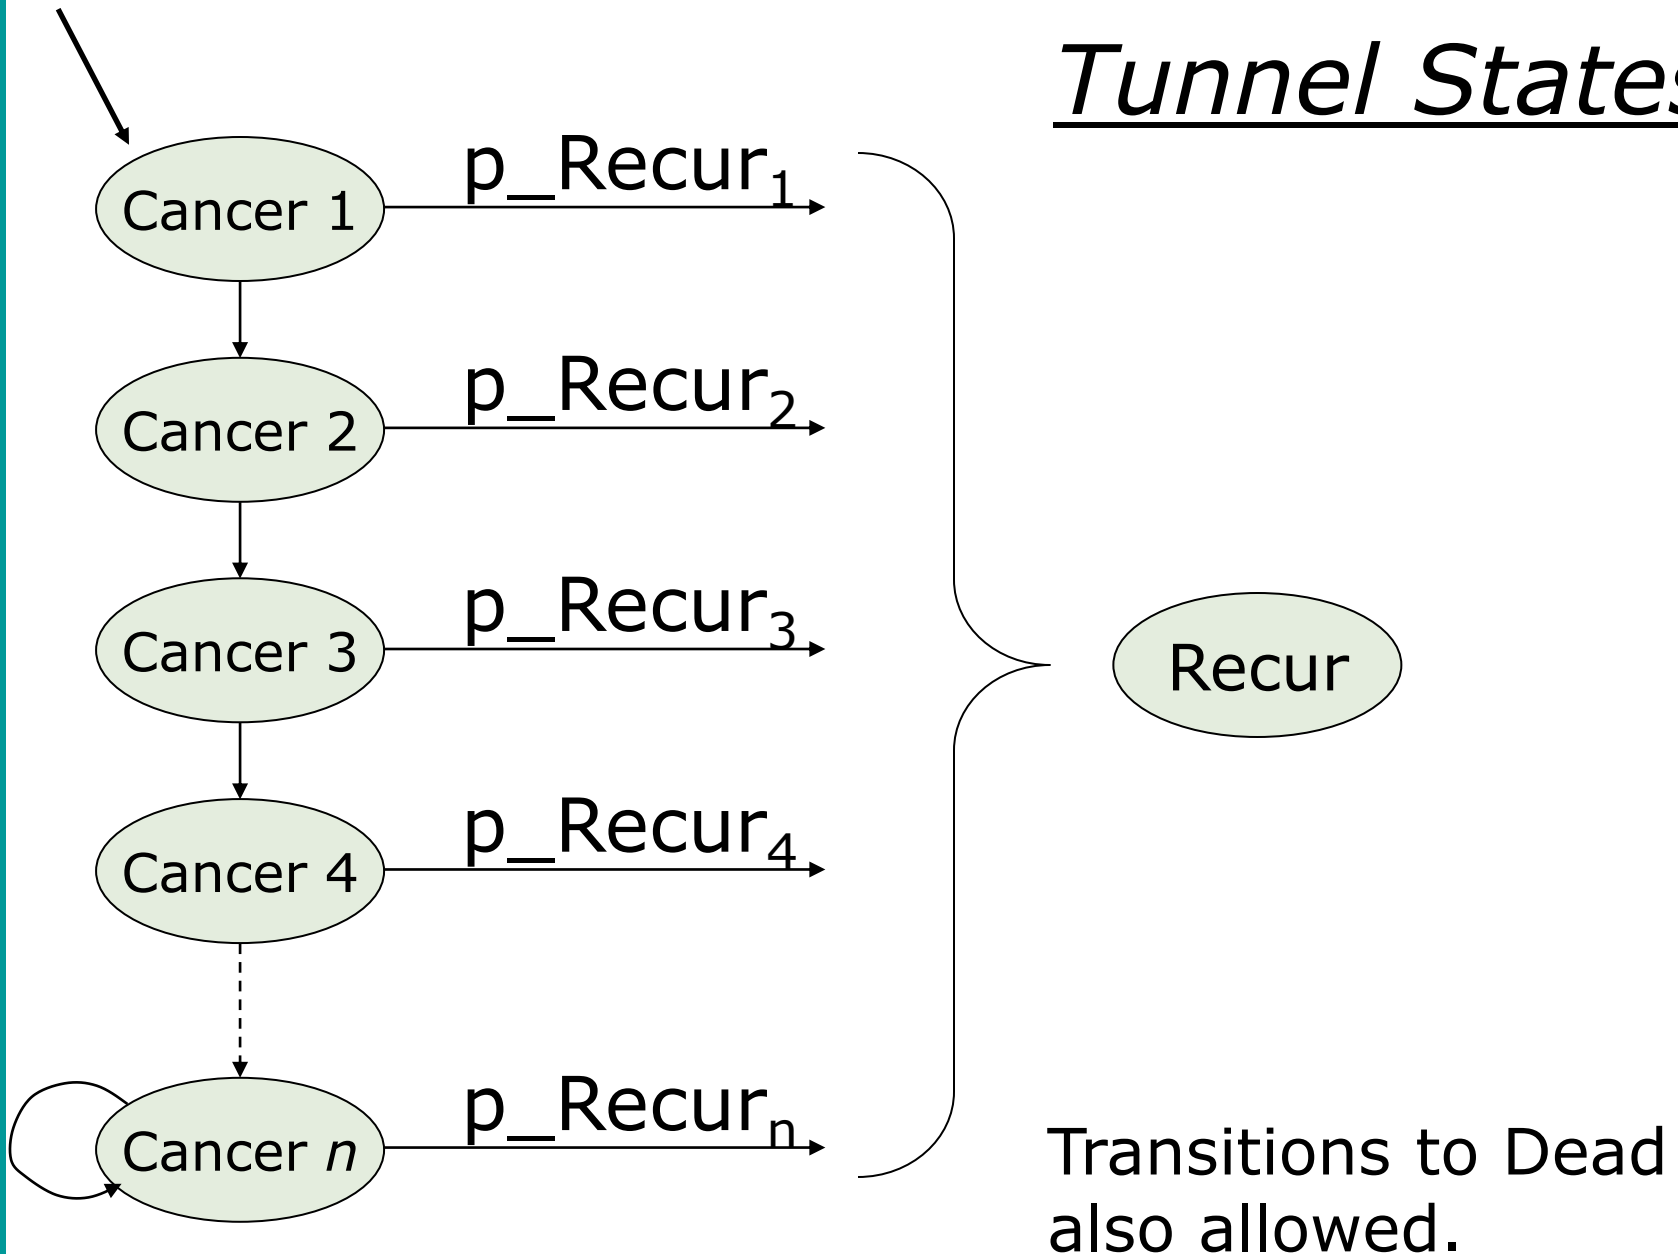 Tunnel States
Cancer 1
p_Recur₁
Cancer 2
p_Recur₂
Cancer 3
p_Recur₃
Recur
Cancer 4
p_Recur₄
Cancer n
p_Recurₙ
Transitions to Dead
also allowed.